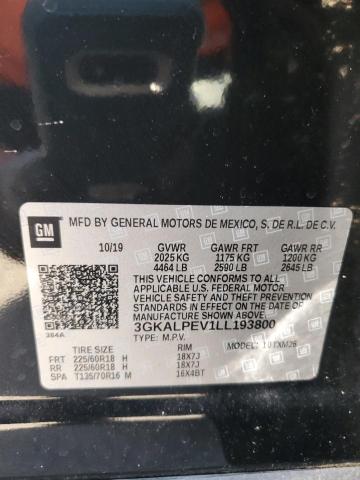 GM
MFD BY GENERAL MOTORS DE MEXICO, S. DE R.L. DE C.V.
10/19 GVWR GAWR FRT GAWR RR
2025 KG 1175 KG 1200 KG
4464 LB 2590 LB 2645 LB
THIS VEHICLE CONFORMS TO ALL
APPLICABLE U.S. FEDERAL MOTOR
VEHICLE SAFETY AND THEFT PREVENTION
STANDARDS IN EFFECT ON THE DATE OF
MANUFACTURE SHOWN ABOVE.
3GKALPEV1LL193800
384A TYPE: M.P.V. MODEL: 1UTXM26
TIRE SIZE RIM
FRT 225/60R18 H 18X7J
RR 225/60R18 H 18X7J
SPA T135/70R16 M 16X4BT